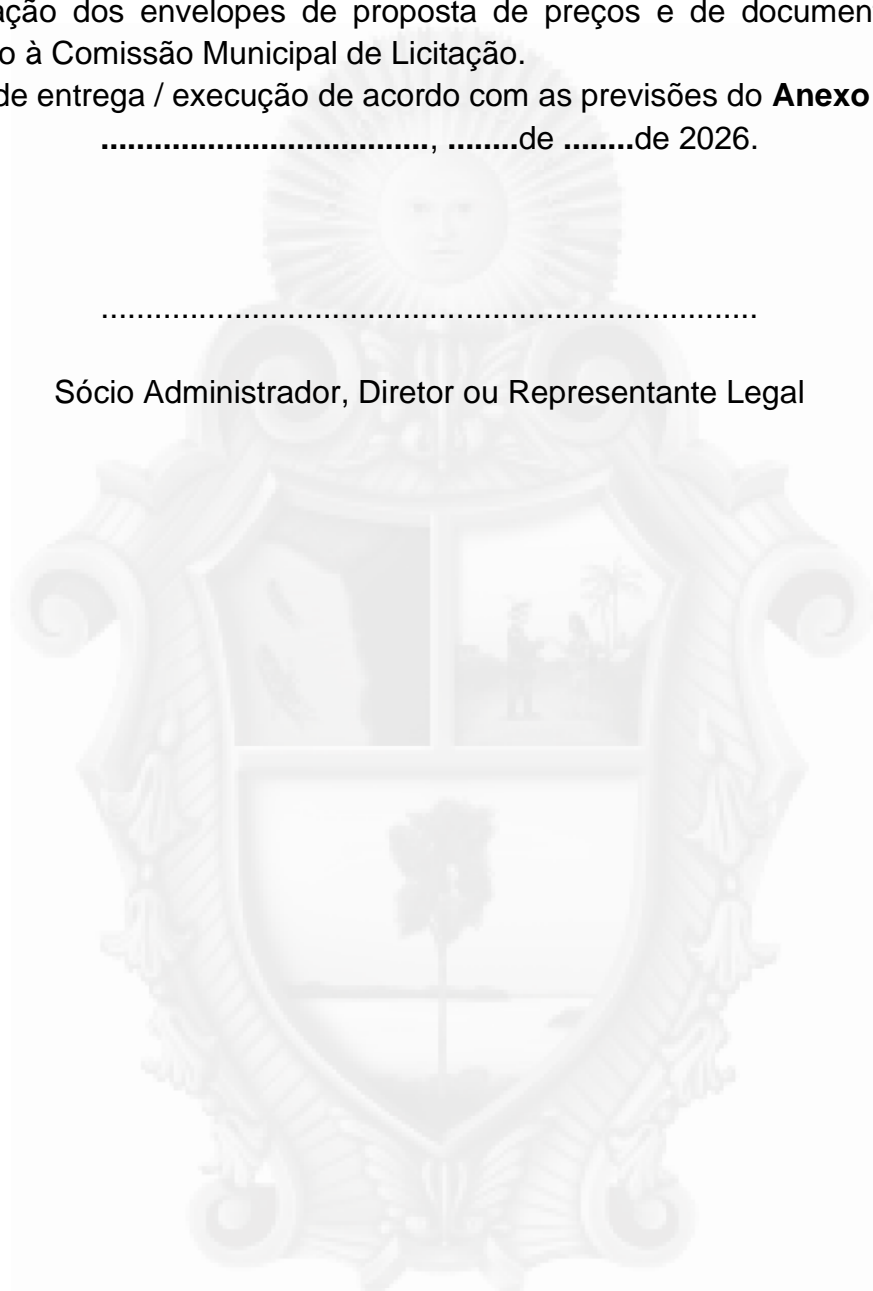 ação dos envelopes de proposta de preços e de documen
o à Comissão Municipal de Licitação.
de entrega / execução de acordo com as previsões do Anexo
....................................., ........de ........de 2026.
.........................................................................
Sócio Administrador, Diretor ou Representante Legal